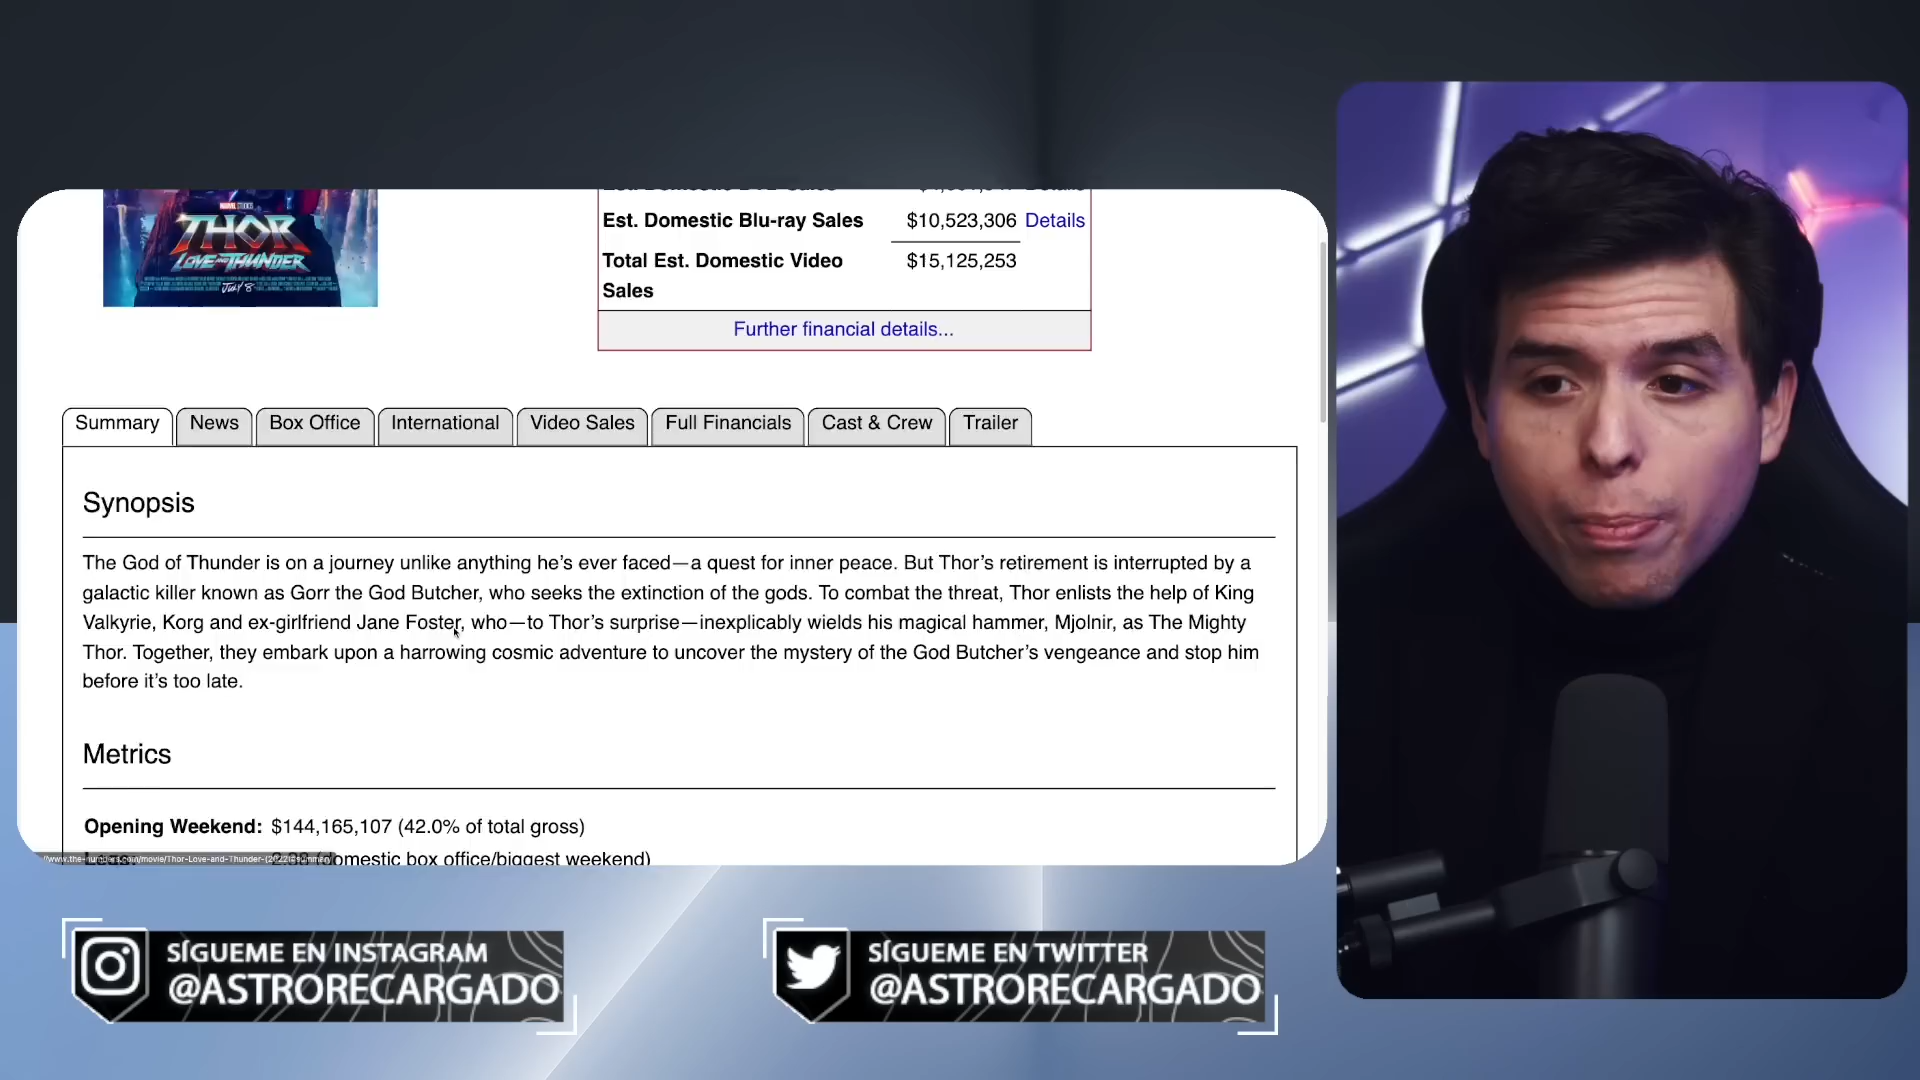 MARVEL STUDIOS
THOR
LOVE AND THUNDER
JULY 8
Est. Domestic Blu-ray Sales $10,523,306 Details
Total Est. Domestic Video $15,125,253
Sales
Further financial details...
Summary News Box Office International Video Sales Full Financials Cast & Crew Trailer
Synopsis
The God of Thunder is on a journey unlike anything he’s ever faced—a quest for inner peace. But Thor’s retirement is interrupted by a
galactic killer known as Gorr the God Butcher, who seeks the extinction of the gods. To combat the threat, Thor enlists the help of King
Valkyrie, Korg and ex-girlfriend Jane Foster, who—to Thor’s surprise—inexplicably wields his magical hammer, Mjolnir, as The Mighty
Thor. Together, they embark upon a harrowing cosmic adventure to uncover the mystery of the God Butcher’s vengeance and stop him
before it’s too late.
Metrics
Opening Weekend: $144,165,107 (42.0% of total gross)
(domestic box office/biggest weekend)
SÍGUEME EN INSTAGRAM
@ASTRORECARGADO
SÍGUEME EN TWITTER
@ASTRORECARGADO